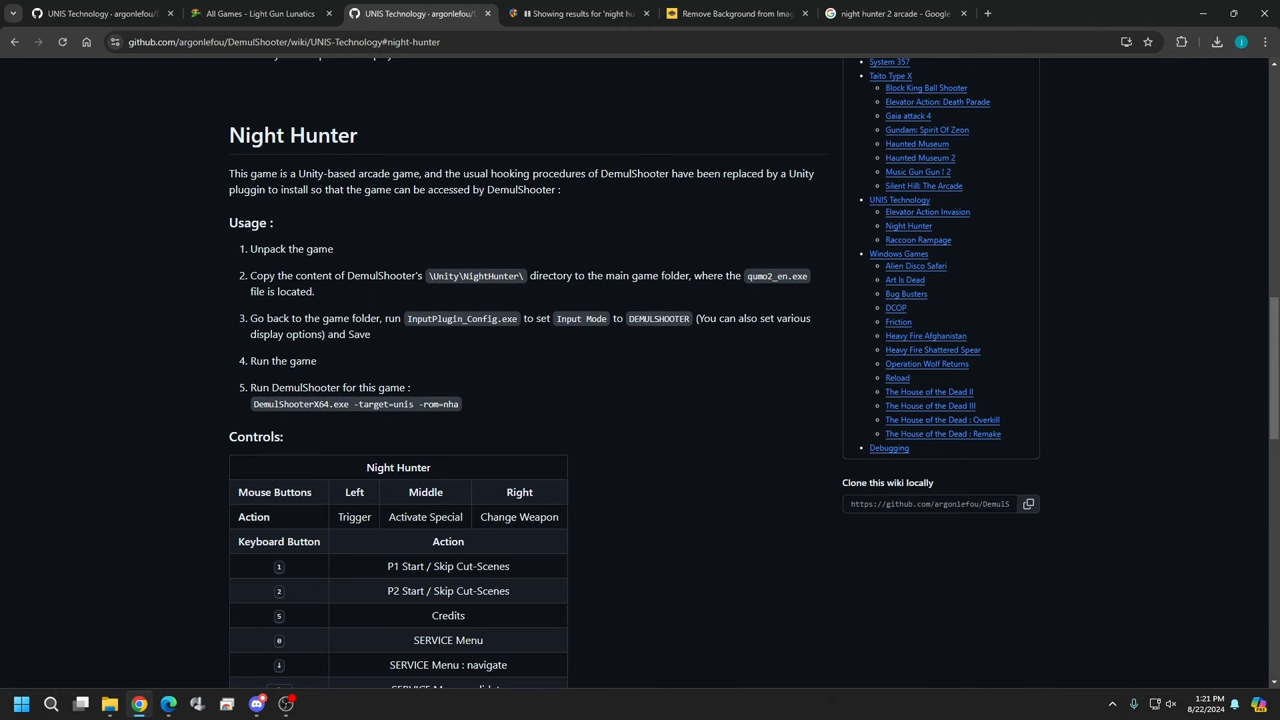 UNIS Technology · argonlefou/D
All Games - Light Gun Lunatics
UNIS Technology · argonlefou/D
Showing results for 'night hu
Remove Background from Imag
night hunter 2 arcade - Google
github.com/argonlefou/DemulShooter/wiki/UNIS-Technology#night-hunter
Night Hunter
This game is a Unity-based arcade game, and the usual hooking procedures of DemulShooter have been replaced by a Unity
pluggin to install so that the game can be accessed by DemulShooter :
Usage :
1. Unpack the game
2. Copy the content of DemulShooter's \Unity\NightHunter\ directory to the main game folder, where the qumo2_en.exe
file is located.
3. Go back to the game folder, run InputPlugin_Config.exe to set Input Mode to DEMULSHOOTER (You can also set various
display options) and Save
4. Run the game
5. Run DemulShooter for this game :
DemulShooterX64.exe -target=unis -rom=nha
Controls:
Night Hunter
Mouse Buttons Left Middle Right
Action Trigger Activate Special Change Weapon
Keyboard Button Action
1 P1 Start / Skip Cut-Scenes
2 P2 Start / Skip Cut-Scenes
5 Credits
0 SERVICE Menu
↓ SERVICE Menu : navigate
System 357
Taito Type X
Block King Ball Shooter
Elevator Action: Death Parade
Gaia attack 4
Gundam: Spirit Of Zeon
Haunted Museum
Haunted Museum 2
Music Gun Gun ! 2
Silent Hill: The Arcade
UNIS Technology
Elevator Action Invasion
Night Hunter
Raccoon Rampage
Windows Games
Alien Disco Safari
Art Is Dead
Bug Busters
DCOP
Friction
Heavy Fire Afghanistan
Heavy Fire Shattered Spear
Operation Wolf Returns
Reload
The House of the Dead II
The House of the Dead III
The House of the Dead : Overkill
The House of the Dead : Remake
Debugging
Clone this wiki locally
https://github.com/argonlefou/DemulS
1:21 PM
8/22/2024